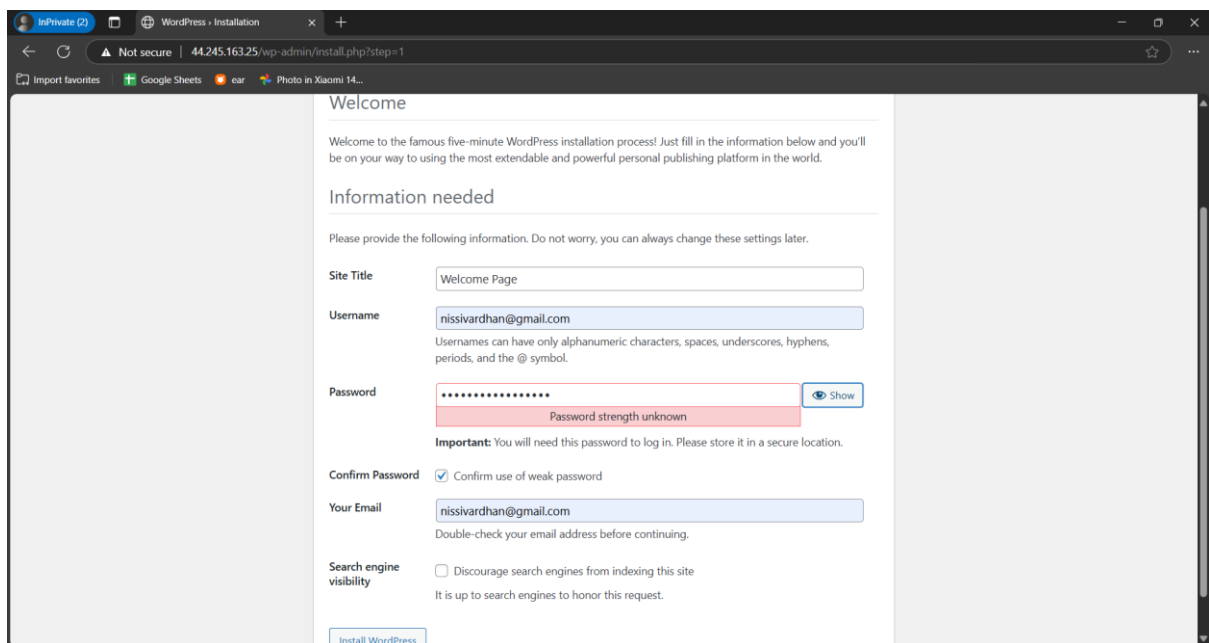 InPrivate (2)
WordPress › Installation
Not secure | 44.245.163.25/wp-admin/install.php?step=1
Import favorites
Google Sheets
ear
Photo in Xiaomi 14...
Welcome
Welcome to the famous five-minute WordPress installation process! Just fill in the information below and you'll
be on your way to using the most extendable and powerful personal publishing platform in the world.
Information needed
Please provide the following information. Do not worry, you can always change these settings later.
Site Title
Welcome Page
Username
nissivardhan@gmail.com
Usernames can have only alphanumeric characters, spaces, underscores, hyphens,
periods, and the @ symbol.
Password
•••••••••••••••••
Show
Password strength unknown
Important: You will need this password to log in. Please store it in a secure location.
Confirm Password
Confirm use of weak password
Your Email
nissivardhan@gmail.com
Double-check your email address before continuing.
Search engine
visibility
Discourage search engines from indexing this site
It is up to search engines to honor this request.
Install WordPress